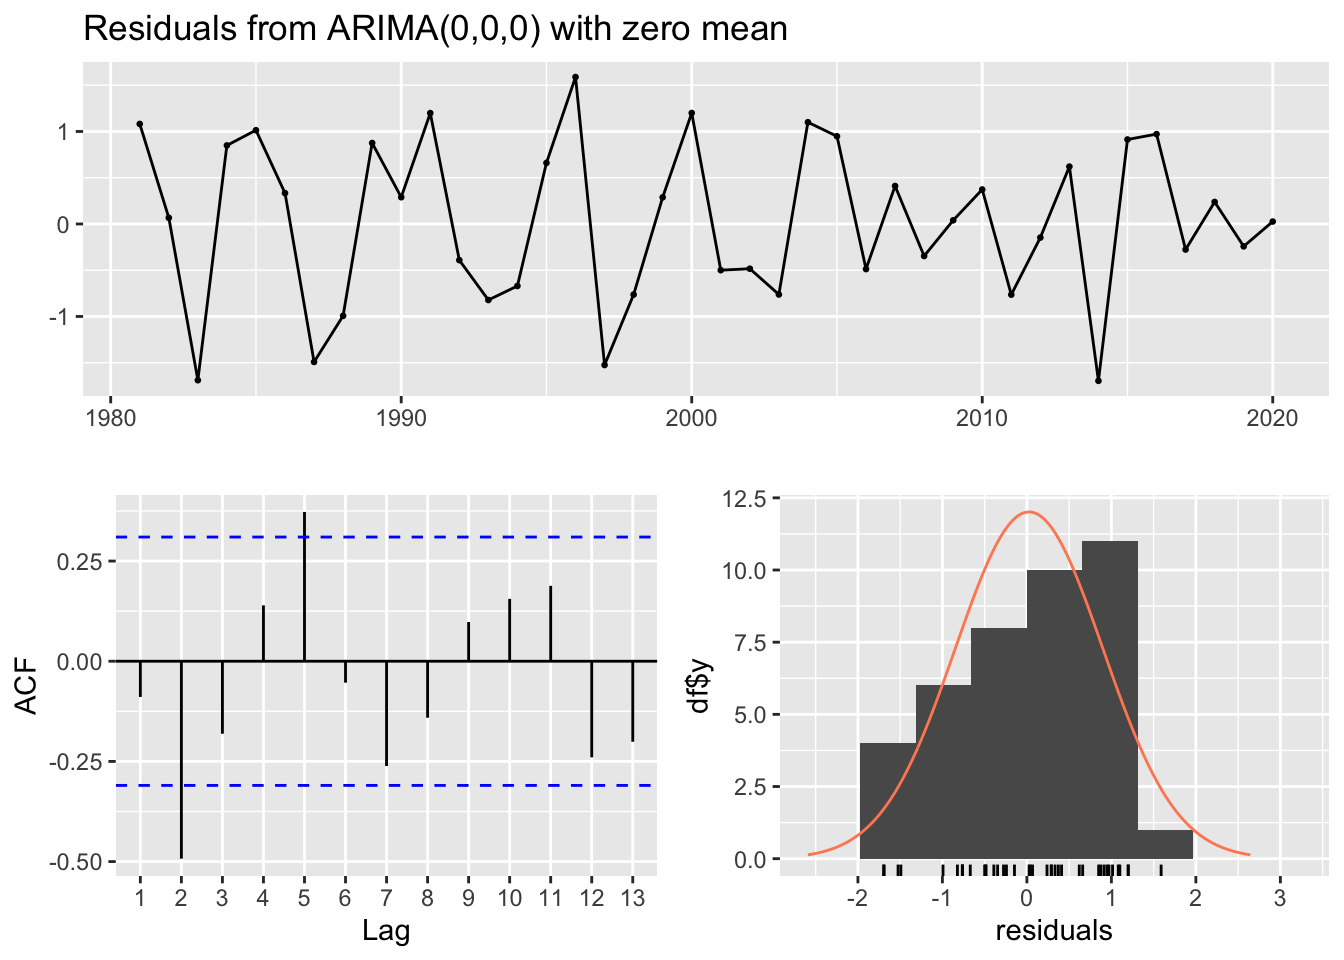 Residuals from ARIMA(0,0,0) with zero mean
1
0
-1
1980 1990 2000 2010 2020
0.25
0.00
-0.25
-0.50
ACF
1 2 3 4 5 6 7 8 9 10 11 12 13
Lag
12.5
10.0
7.5
5.0
2.5
0.0
df$y
-2 -1 0 1 2 3
residuals